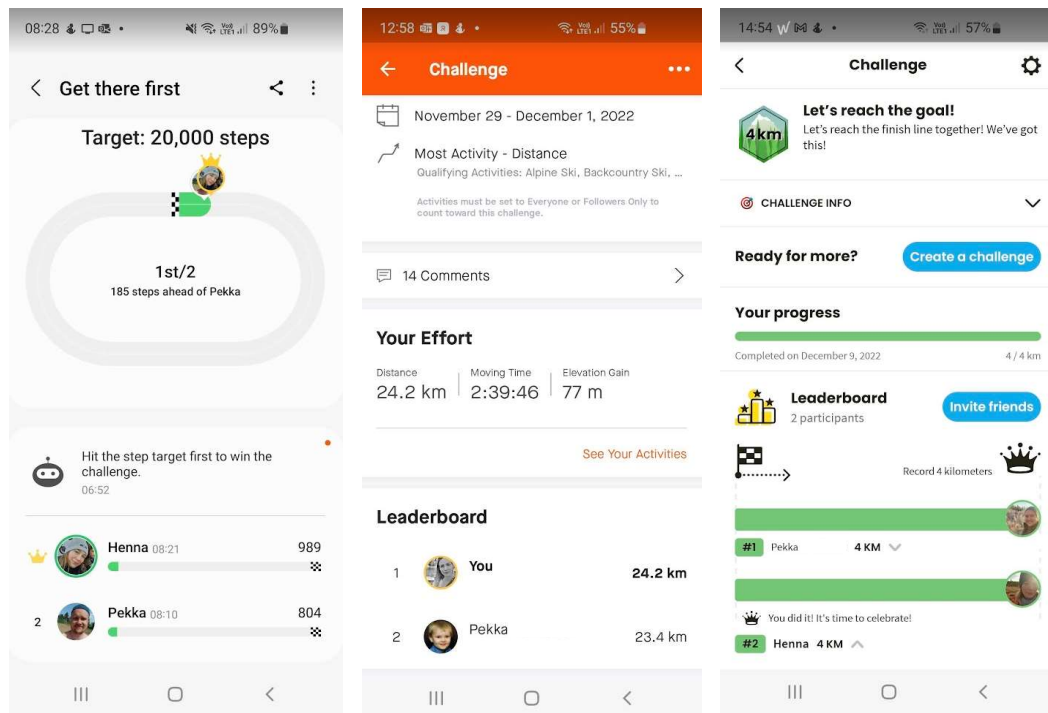 08:28 89%
Get there first
Target: 20,000 steps
1st/2
185 steps ahead of Pekka
Hit the step target first to win the
challenge.
06:52
Henna 08:21 989
2 Pekka 08:10 804
12:58 55%
Challenge
November 29 - December 1, 2022
Most Activity - Distance
Qualifying Activities: Alpine Ski, Backcountry Ski, ...
Activities must be set to Everyone or Followers Only to
count toward this challenge.
14 Comments
Your Effort
Distance Moving Time Elevation Gain
24.2 km 2:39:46 77 m
See Your Activities
Leaderboard
1 You 24.2 km
2 Pekka 23.4 km
14:54 57%
Challenge
4km
Let's reach the goal!
Let's reach the finish line together! We've got
this!
CHALLENGE INFO
Ready for more? Create a challenge
Your progress
Completed on December 9, 2022 4 / 4 km
Leaderboard
2 participants
Invite friends
Record 4 kilometers
#1 Pekka 4 KM
You did it! It's time to celebrate!
#2 Henna 4 KM